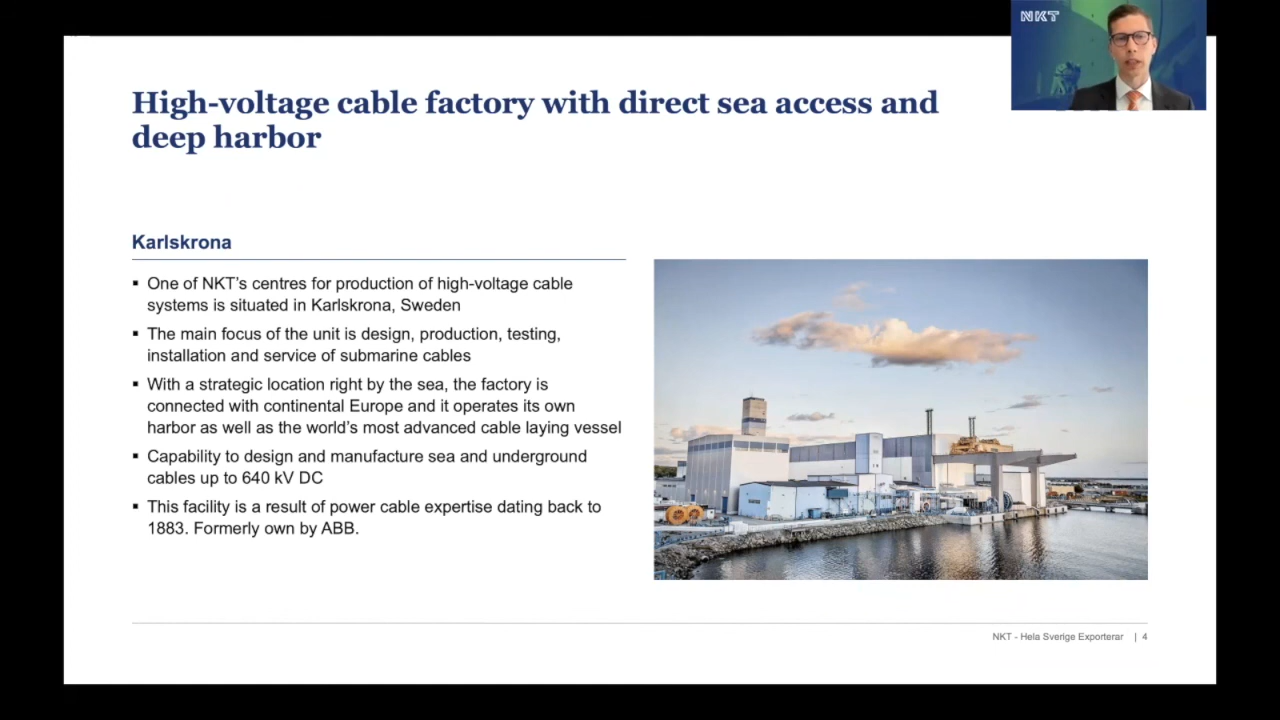 NKT
High-voltage cable factory with direct sea access and
deep harbor
Karlskrona
▪ One of NKT’s centres for production of high-voltage cable
systems is situated in Karlskrona, Sweden
▪ The main focus of the unit is design, production, testing,
installation and service of submarine cables
▪ With a strategic location right by the sea, the factory is
connected with continental Europe and it operates its own
harbor as well as the world’s most advanced cable laying vessel
▪ Capability to design and manufacture sea and underground
cables up to 640 kV DC
▪ This facility is a result of power cable expertise dating back to
1883. Formerly own by ABB.
NKT - Hela Sverige Exporterar | 4